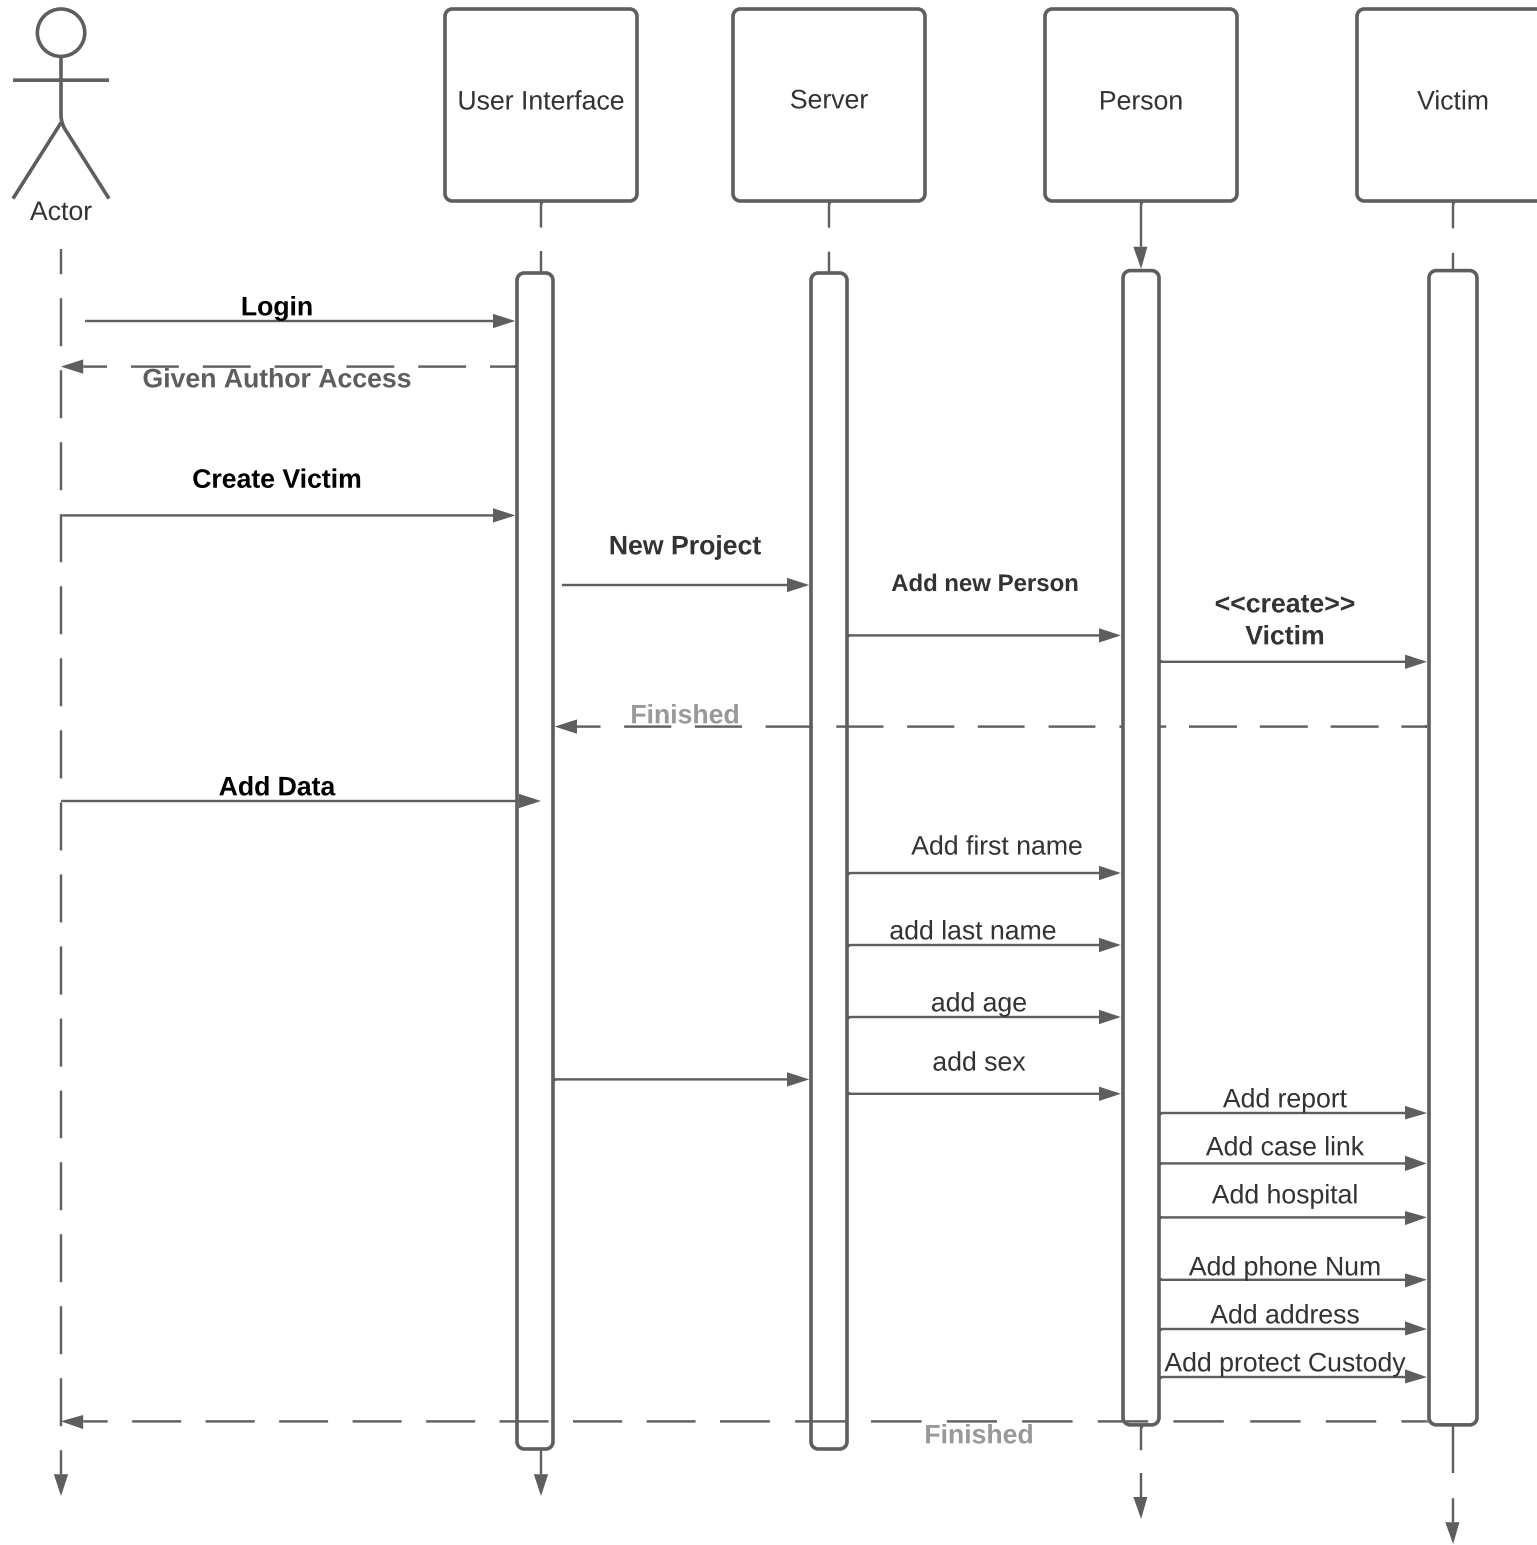 User Interface
Server
Person
Victim
Actor
Login
Given Author Access
Create Victim
New Project
Add new Person
<<create>>
Victim
Finished
Add Data
Add first name
add last name
add age
add sex
Add report
Add case link
Add hospital
Add phone Num
Add address
Add protect Custody
Finished